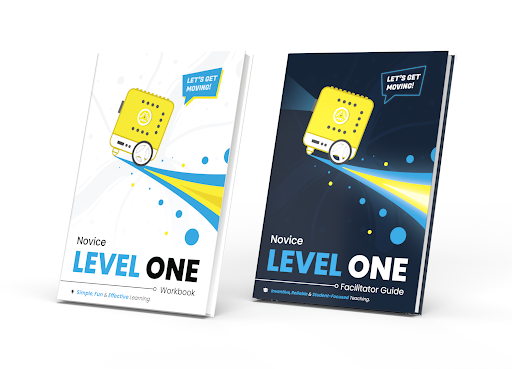 LET'S GET
MOVING!
Novice
LEVEL ONE
Workbook
Simple, Fun & Effective Learning
LET'S GET
MOVING!
Novice
LEVEL ONE
Facilitator Guide
Inventive, Reliable & Student-Focused Teaching.